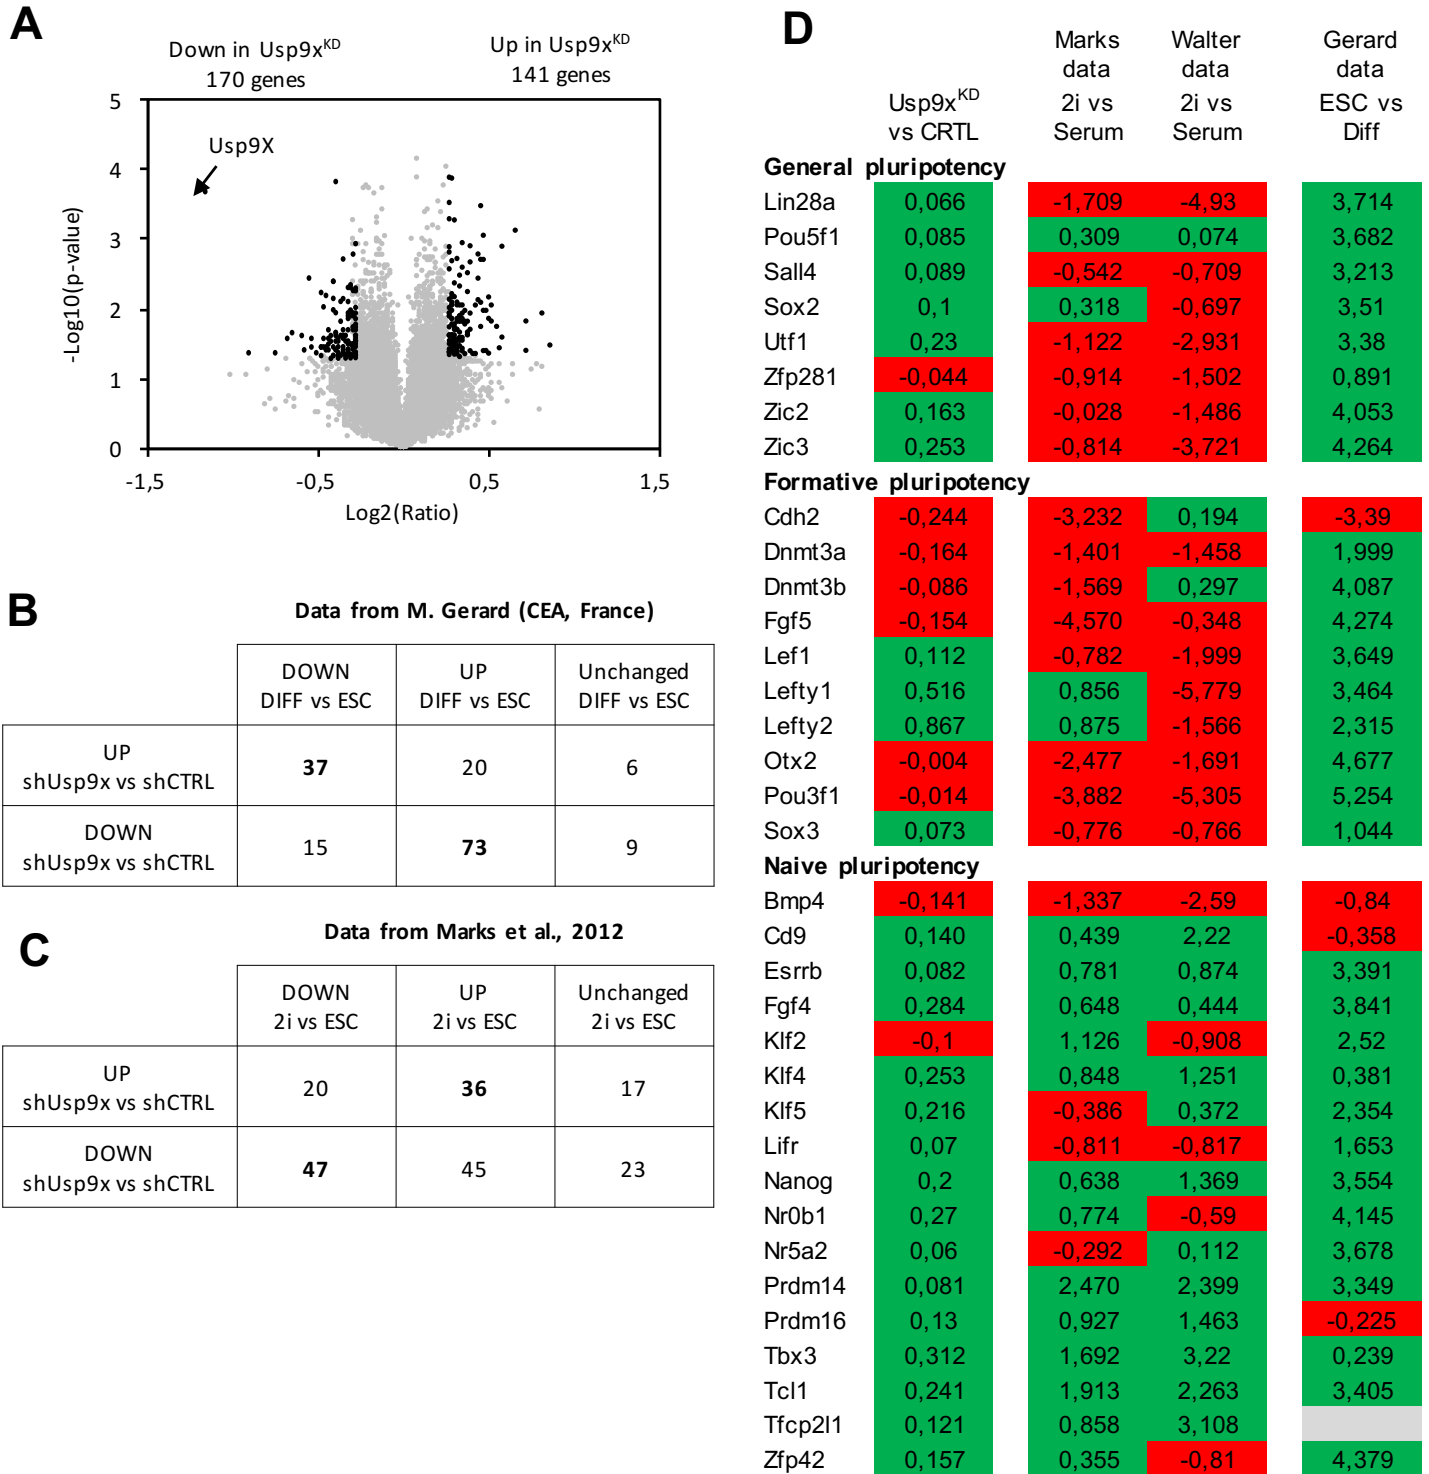 A
Down in Usp9x^KD
170 genes
Up in Usp9x^KD
141 genes
Usp9X
5
4
3
2
1
0
-Log10(p-value)
-1,5
-0,5
0,5
1,5
Log2(Ratio)
B
Data from M. Gerard (CEA, France)
DOWN DIFF vs ESC
UP DIFF vs ESC
Unchanged DIFF vs ESC
UP shUsp9x vs shCTRL 37 20 6
DOWN shUsp9x vs shCTRL 15 73 9
C
Data from Marks et al., 2012
DOWN 2i vs ESC
UP 2i vs ESC
Unchanged 2i vs ESC
UP shUsp9x vs shCTRL 20 36 17
DOWN shUsp9x vs shCTRL 47 45 23
D
Usp9x^KD vs CRTL
Marks data 2i vs Serum
Walter data 2i vs Serum
Gerard data ESC vs Diff
General pluripotency
Lin28a 0,066 -1,709 -4,93 3,714
Pou5f1 0,085 0,309 0,074 3,682
Sall4 0,089 -0,542 -0,709 3,213
Sox2 0,1 0,318 -0,697 3,51
Utf1 0,23 -1,122 -2,931 3,38
Zfp281 -0,044 -0,914 -1,502 0,891
Zic2 0,163 -0,028 -1,486 4,053
Zic3 0,253 -0,814 -3,721 4,264
Formative pluripotency
Cdh2 -0,244 -3,232 0,194 -3,39
Dnmt3a -0,164 -1,401 -1,458 1,999
Dnmt3b -0,086 -1,569 0,297 4,087
Fgf5 -0,154 -4,570 -0,348 4,274
Lef1 0,112 -0,782 -1,999 3,649
Lefty1 0,516 0,856 -5,779 3,464
Lefty2 0,867 0,875 -1,566 2,315
Otx2 -0,004 -2,477 -1,691 4,677
Pou3f1 -0,014 -3,882 -5,305 5,254
Sox3 0,073 -0,776 -0,766 1,044
Naive pluripotency
Bmp4 -0,141 -1,337 -2,59 -0,84
Cd9 0,140 0,439 2,22 -0,358
Esrrb 0,082 0,781 0,874 3,391
Fgf4 0,284 0,648 0,444 3,841
Klf2 -0,1 1,126 -0,908 2,52
Klf4 0,253 0,848 1,251 0,381
Klf5 0,216 -0,386 0,372 2,354
Lifr 0,07 -0,811 -0,817 1,653
Nanog 0,2 0,638 1,369 3,554
Nr0b1 0,27 0,774 -0,59 4,145
Nr5a2 0,06 -0,292 0,112 3,678
Prdm14 0,081 2,470 2,399 3,349
Prdm16 0,13 0,927 1,463 -0,225
Tbx3 0,312 1,692 3,22 0,239
Tcl1 0,241 1,913 2,263 3,405
Tfcp2l1 0,121 0,858 3,108
Zfp42 0,157 0,355 -0,81 4,379